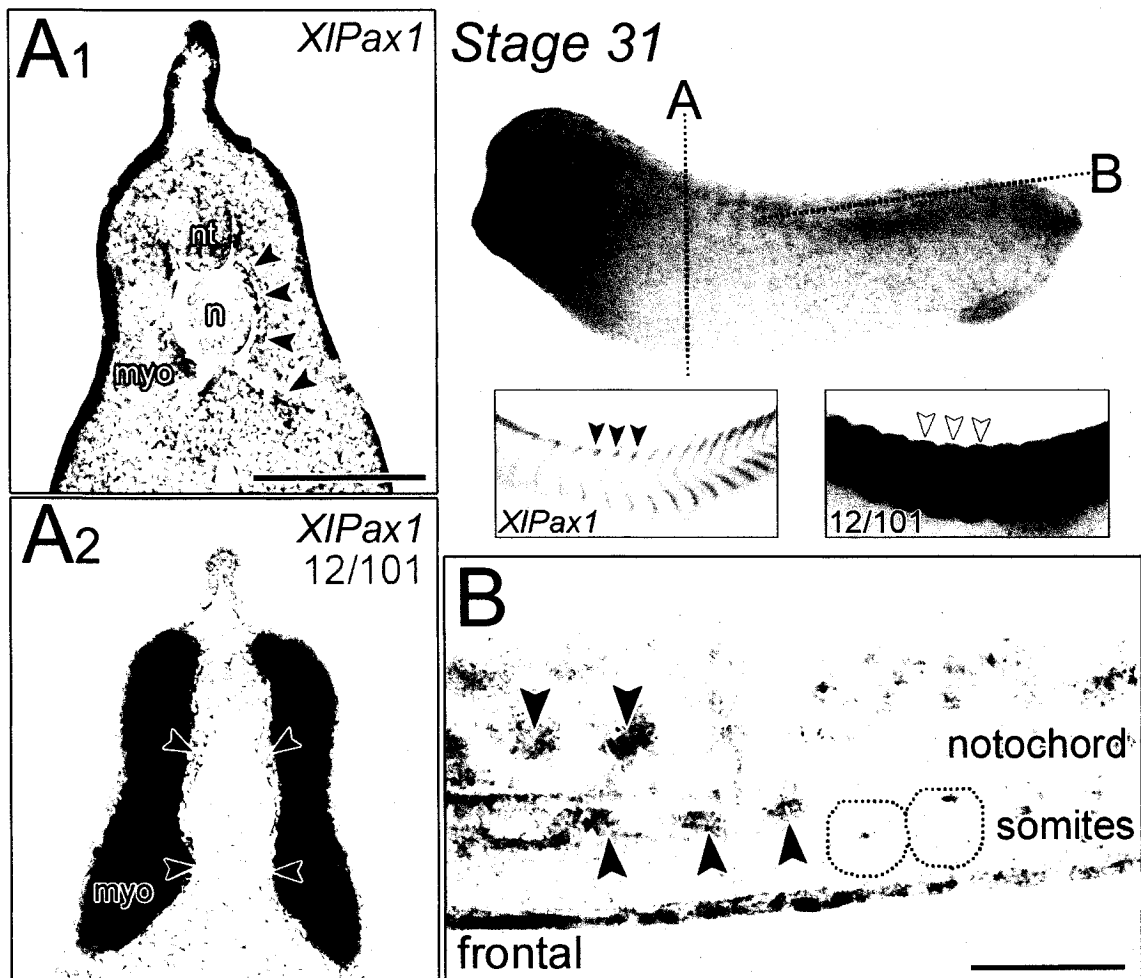 A1
XlPax1
nt
n
myo
Stage 31
A
B
XlPax1
12/101
A2
XlPax1
12/101
myo
B
notochord
somites
frontal